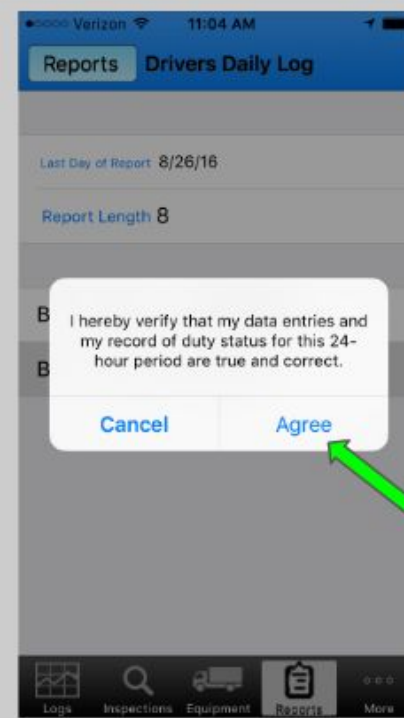 Verizon 11:04 AM
Reports Drivers Daily Log
Last Day of Report 8/26/16
Report Length 8
B
I hereby verify that my data entries and
my record of duty status for this 24-
hour period are true and correct.
B
Cancel Agree
Logs Inspections Equipment Reports More